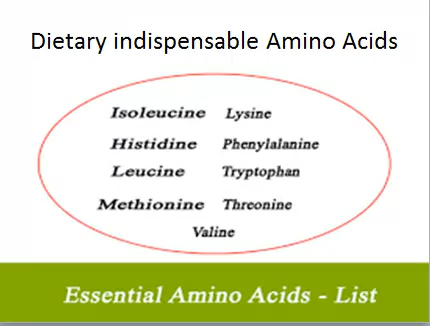 Dietary indispensable Amino Acids
Isoleucine Lysine
Histidine Phenylalanine
Leucine Tryptophan
Methionine Threonine
Valine
Essential Amino Acids - List